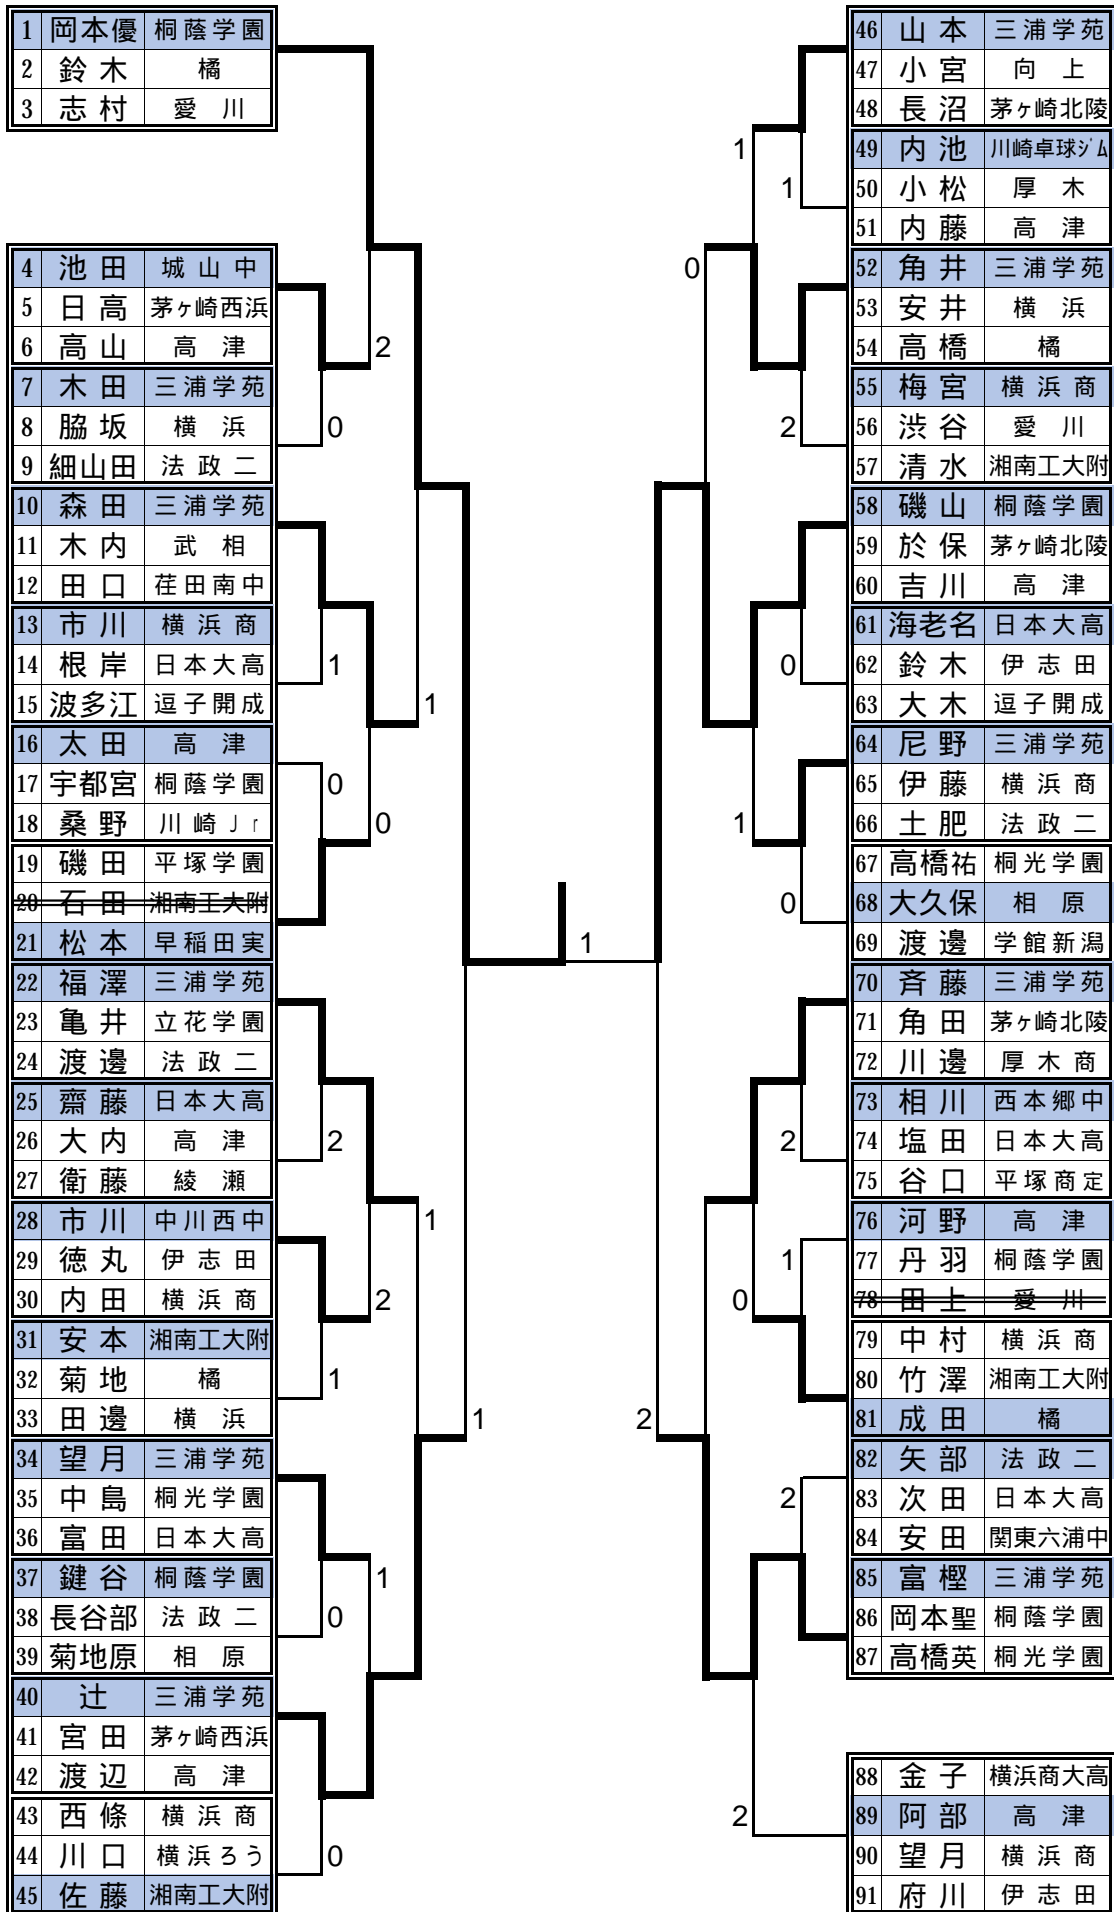 1 岡本優 桐蔭学園
2 鈴木 橘
3 志村 愛川
4 池田 城山中
5 日高 茅ヶ崎西浜
6 高山 高津
7 木田 三浦学苑
8 脇坂 横浜
9 細山田 法政二
10 森田 三浦学苑
11 木内 武相
12 田口 荏田南中
13 市川 横浜商
14 根岸 日本大高
15 波多江 逗子開成
16 太田 高津
17 宇都宮 桐蔭学園
18 桑野 川崎Jr
19 磯田 平塚学園
20 石田 湘南工大附
21 松本 早稲田実
22 福澤 三浦学苑
23 亀井 立花学園
24 渡邊 法政二
25 齋藤 日本大高
26 大内 高津
27 衛藤 綾瀬
28 市川 中川西中
29 徳丸 伊志田
30 内田 横浜商
31 安本 湘南工大附
32 菊地 橘
33 田邊 横浜
34 望月 三浦学苑
35 中島 桐光学園
36 富田 日本大高
37 鍵谷 桐蔭学園
38 長谷部 法政二
39 菊地原 相原
40 辻 三浦学苑
41 宮田 茅ヶ崎西浜
42 渡辺 高津
43 西條 横浜商
44 川口 横浜ろう
45 佐藤 湘南工大附
2
0
1
1
0
0
2
1
2
1
1
1
0
0
1
46 山本 三浦学苑
47 小宮 向上
48 長沼 茅ヶ崎北陵
49 内池 川崎卓球ジム
50 小松 厚木
51 内藤 高津
52 角井 三浦学苑
53 安井 横浜
54 高橋 橘
55 梅宮 横浜商
56 渋谷 愛川
57 清水 湘南工大附
58 磯山 桐蔭学園
59 於保 茅ヶ崎北陵
60 吉川 高津
61 海老名 日本大高
62 鈴木 伊志田
63 大木 逗子開成
64 尼野 三浦学苑
65 伊藤 横浜商
66 土肥 法政二
67 高橋祐 桐光学園
68 大久保 相原
69 渡邊 学館新潟
70 斉藤 三浦学苑
71 角田 茅ヶ崎北陵
72 川邊 厚木商
73 相川 西本郷中
74 塩田 日本大高
75 谷口 平塚商定
76 河野 高津
77 丹羽 桐蔭学園
78 田上 愛川
79 中村 横浜商
80 竹澤 湘南工大附
81 成田 橘
82 矢部 法政二
83 次田 日本大高
84 安田 関東六浦中
85 富樫 三浦学苑
86 岡本聖 桐蔭学園
87 高橋英 桐光学園
88 金子 横浜商大高
89 阿部 高津
90 望月 横浜商
91 府川 伊志田
1
1
0
2
0
1
0
2
1
0
2
2
2